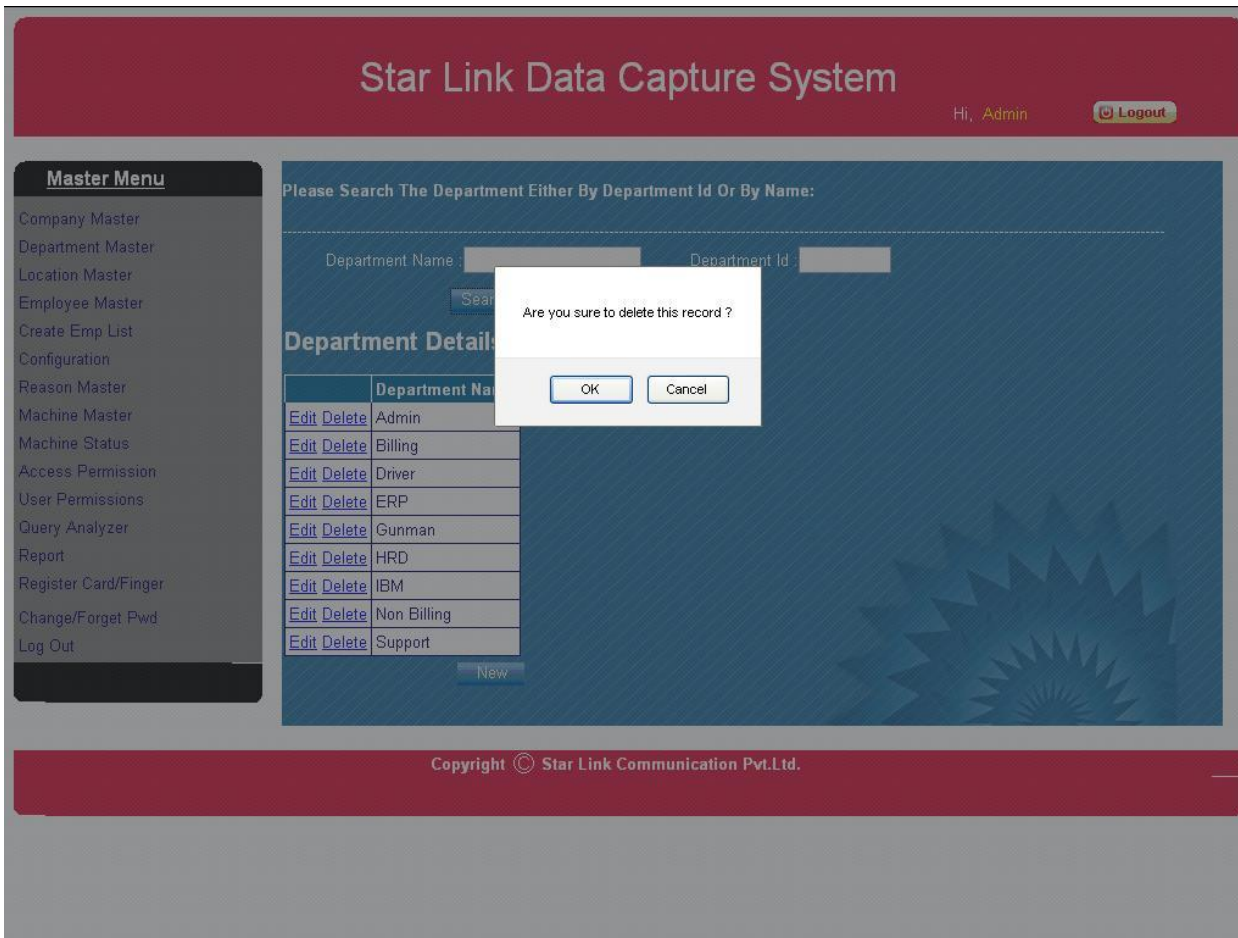 Star Link Data Capture System
Hi, Admin
Logout
Master Menu
Company Master
Department Master
Location Master
Employee Master
Create Emp List
Configuration
Reason Master
Machine Master
Machine Status
Access Permission
User Permissions
Query Analyzer
Report
Register Card/Finger
Change/Forget Pwd
Log Out
Please Search The Department Either By Department Id Or By Name:
Department Name : Department Id :
Are you sure to delete this record ?
OK Cancel
Department
Department
Edit Delete Admin
Edit Delete Billing
Edit Delete Driver
Edit Delete ERP
Edit Delete Gunman
Edit Delete HRD
Edit Delete IBM
Edit Delete Non Billing
Edit Delete Support
New
Copyright © Star Link Communication Pvt.Ltd.